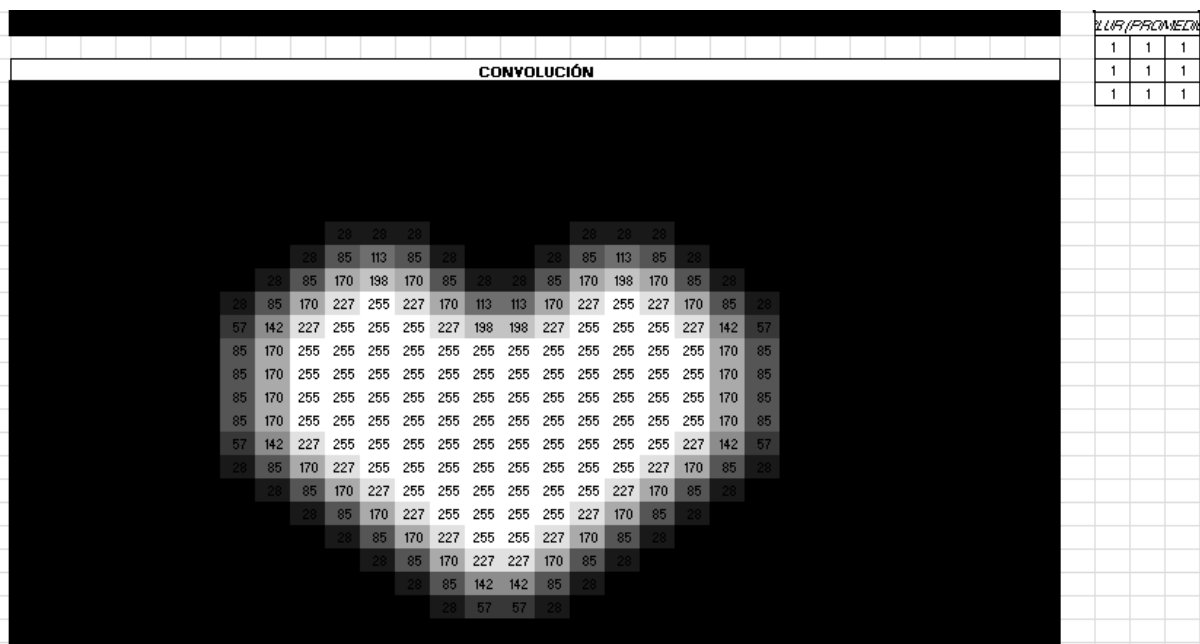 BLUR (PROMEDIO
1 1 1
1 1 1
1 1 1
CONVOLUCIÓN
28 28 28 28 28 28
28 85 113 85 28 28 85 113 85 28
28 85 170 198 170 85 28 28 85 170 198 170 85 28
28 85 170 227 255 227 170 113 113 170 227 255 227 170 85 28
57 142 227 255 255 255 227 198 198 227 255 255 255 227 142 57
85 170 255 255 255 255 255 255 255 255 255 255 255 255 170 85
85 170 255 255 255 255 255 255 255 255 255 255 255 255 170 85
85 170 255 255 255 255 255 255 255 255 255 255 255 255 170 85
85 170 255 255 255 255 255 255 255 255 255 255 255 255 170 85
57 142 227 255 255 255 255 255 255 255 255 255 255 227 142 57
28 85 170 227 255 255 255 255 255 255 255 255 227 170 85 28
28 85 170 227 255 255 255 255 255 255 227 170 85 28
28 85 170 227 255 255 255 255 227 170 85 28
28 85 170 227 255 255 227 170 85 28
28 85 170 227 227 170 85 28
28 85 142 142 85 28
28 57 57 28